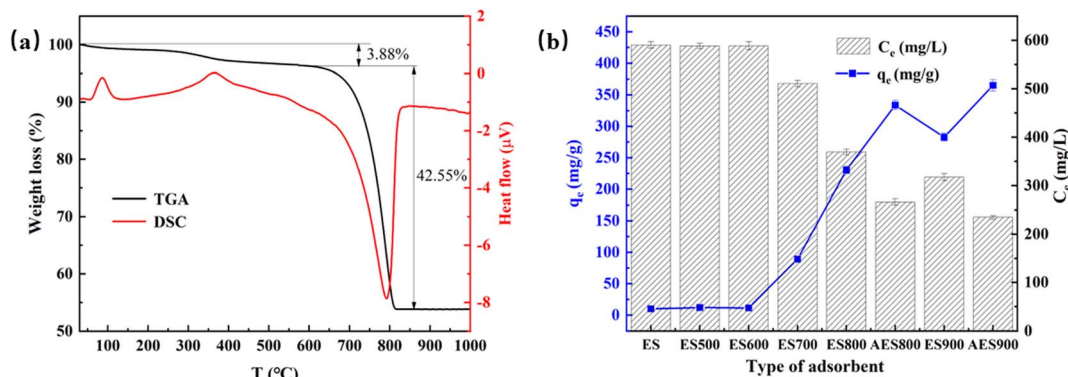 (a)
100
90
80
70
60
50
Weight loss (%)
3.88%
42.55%
TGA
DSC
2
0
-2
-4
-6
-8
Heat flow (μV)
100 200 300 400 500 600 700 800 900 1000
T (°C)
(b)
450
400
350
300
250
200
150
100
50
0
qe (mg/g)
Ce (mg/L)
qe (mg/g)
600
500
400
300
200
100
0
Ce (mg/L)
ES ES500 ES600 ES700 ES800 AES800 ES900 AES900
Type of adsorbent